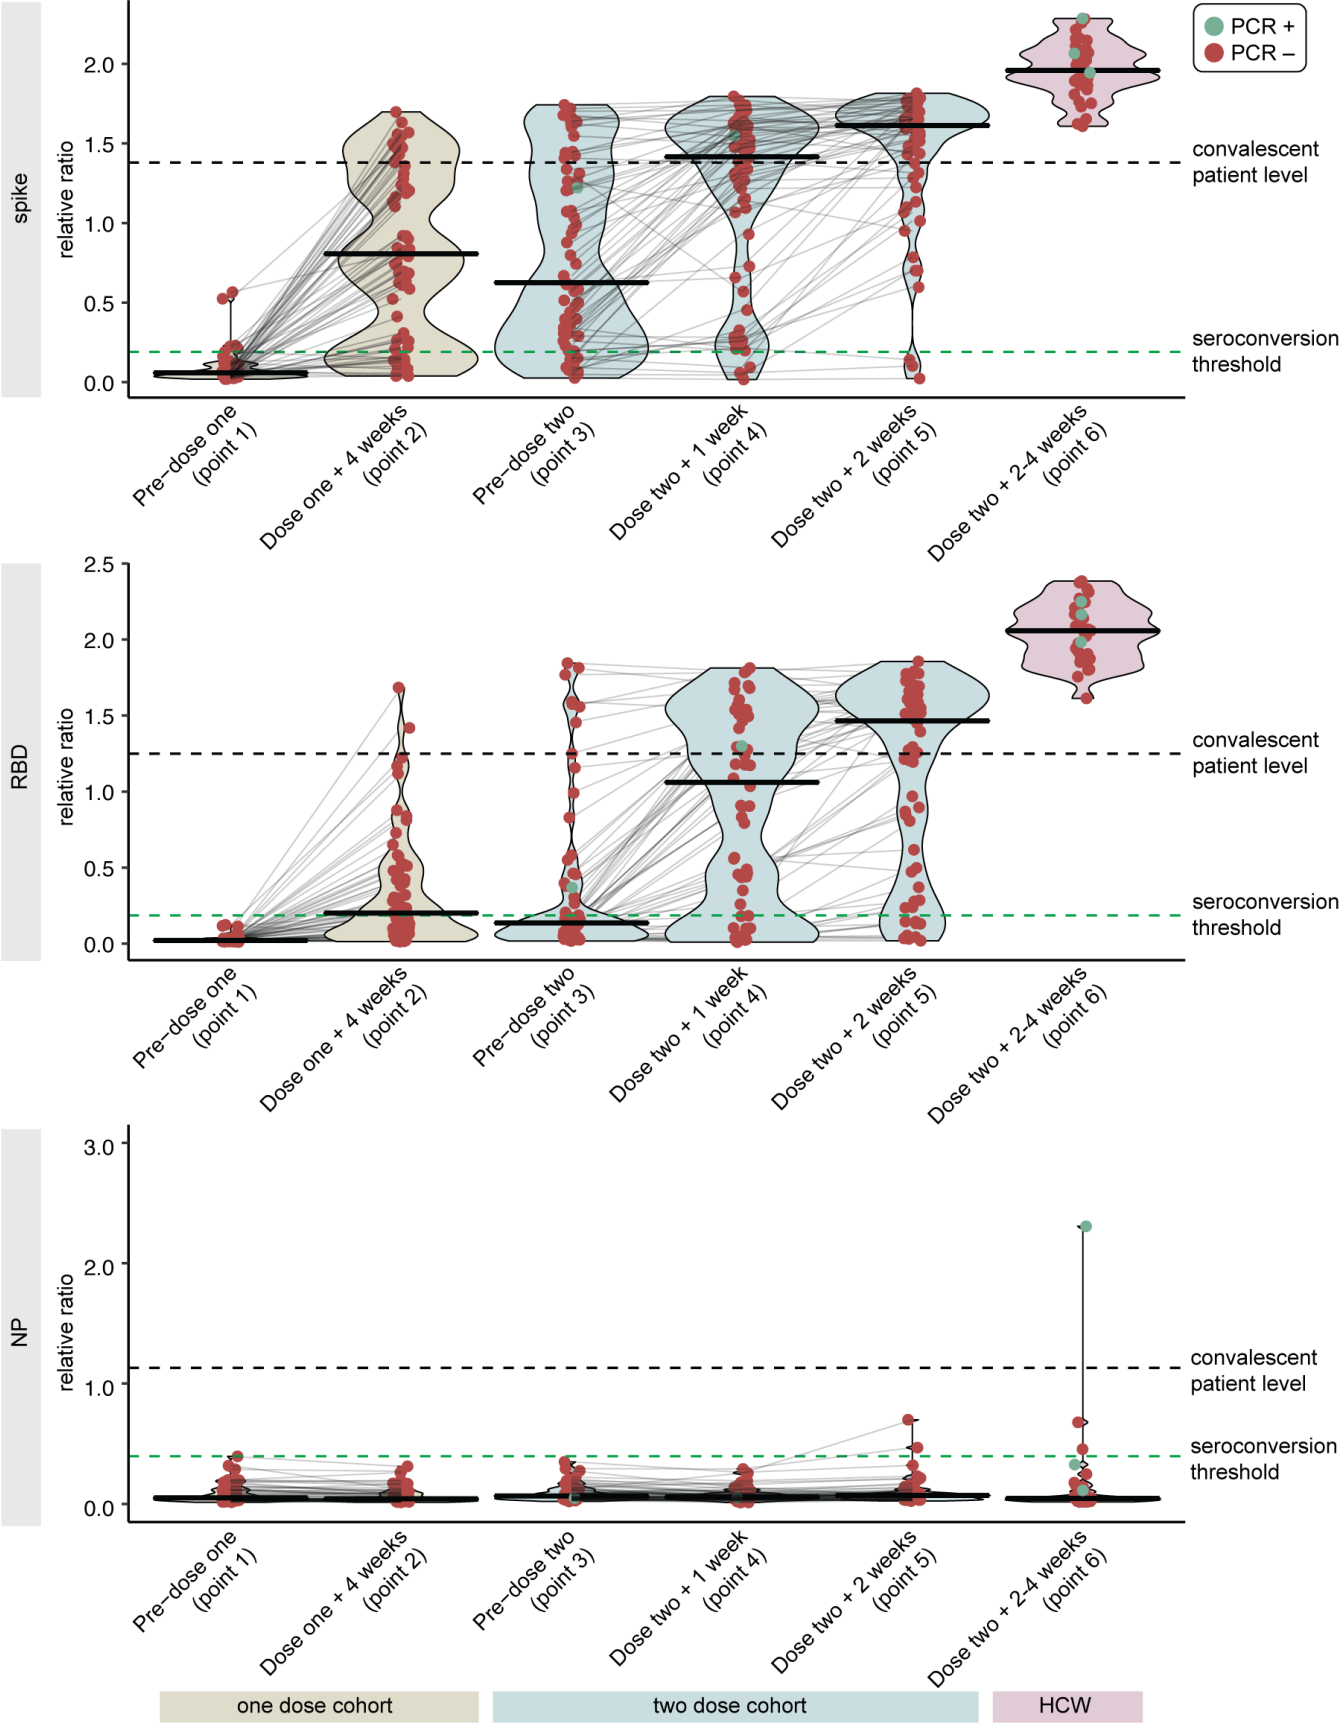 PCR +
PCR –
spike
relative ratio
2.0
1.5
1.0
0.5
0.0
convalescent
patient level
seroconversion
threshold
Pre–dose one
(point 1)
Dose one + 4 weeks
(point 2)
Pre–dose two
(point 3)
Dose two + 1 week
(point 4)
Dose two + 2 weeks
(point 5)
Dose two + 2-4 weeks
(point 6)
RBD
relative ratio
2.5
2.0
1.5
1.0
0.5
0.0
convalescent
patient level
seroconversion
threshold
Pre–dose one
(point 1)
Dose one + 4 weeks
(point 2)
Pre–dose two
(point 3)
Dose two + 1 week
(point 4)
Dose two + 2 weeks
(point 5)
Dose two + 2-4 weeks
(point 6)
NP
relative ratio
3.0
2.0
1.0
0.0
convalescent
patient level
seroconversion
threshold
Pre–dose one
(point 1)
Dose one + 4 weeks
(point 2)
Pre–dose two
(point 3)
Dose two + 1 week
(point 4)
Dose two + 2 weeks
(point 5)
Dose two + 2-4 weeks
(point 6)
one dose cohort
two dose cohort
HCW